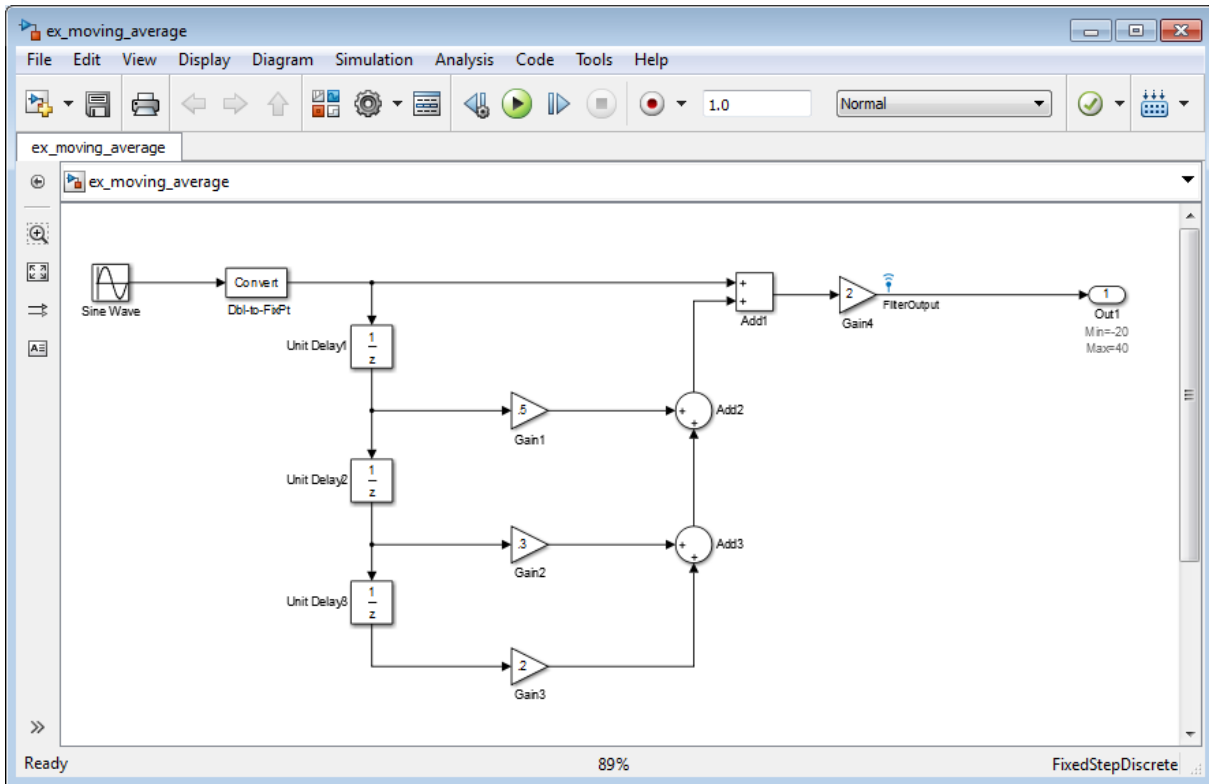 ex_moving_average
File Edit View Display Diagram Simulation Analysis Code Tools Help
1.0 Normal
ex_moving_average
ex_moving_average
Sine Wave
Convert
Dbl-to-FixPt
+
+
Add1
2
Gain4
FilterOutput
1
Out1
Min=-20
Max=40
Unit Delay1
1
z
.5
Gain1
+
+
Add2
Unit Delay2
1
z
.3
Gain2
+
+
Add3
Unit Delay3
1
z
.2
Gain3
Ready 89% FixedStepDiscrete